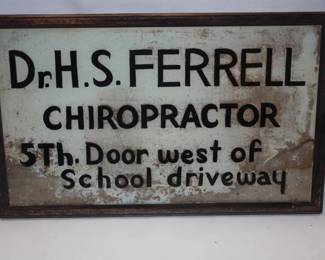 Dr. H.S. FERRELL
CHIROPRACTOR
5Th. Door west of
School driveway